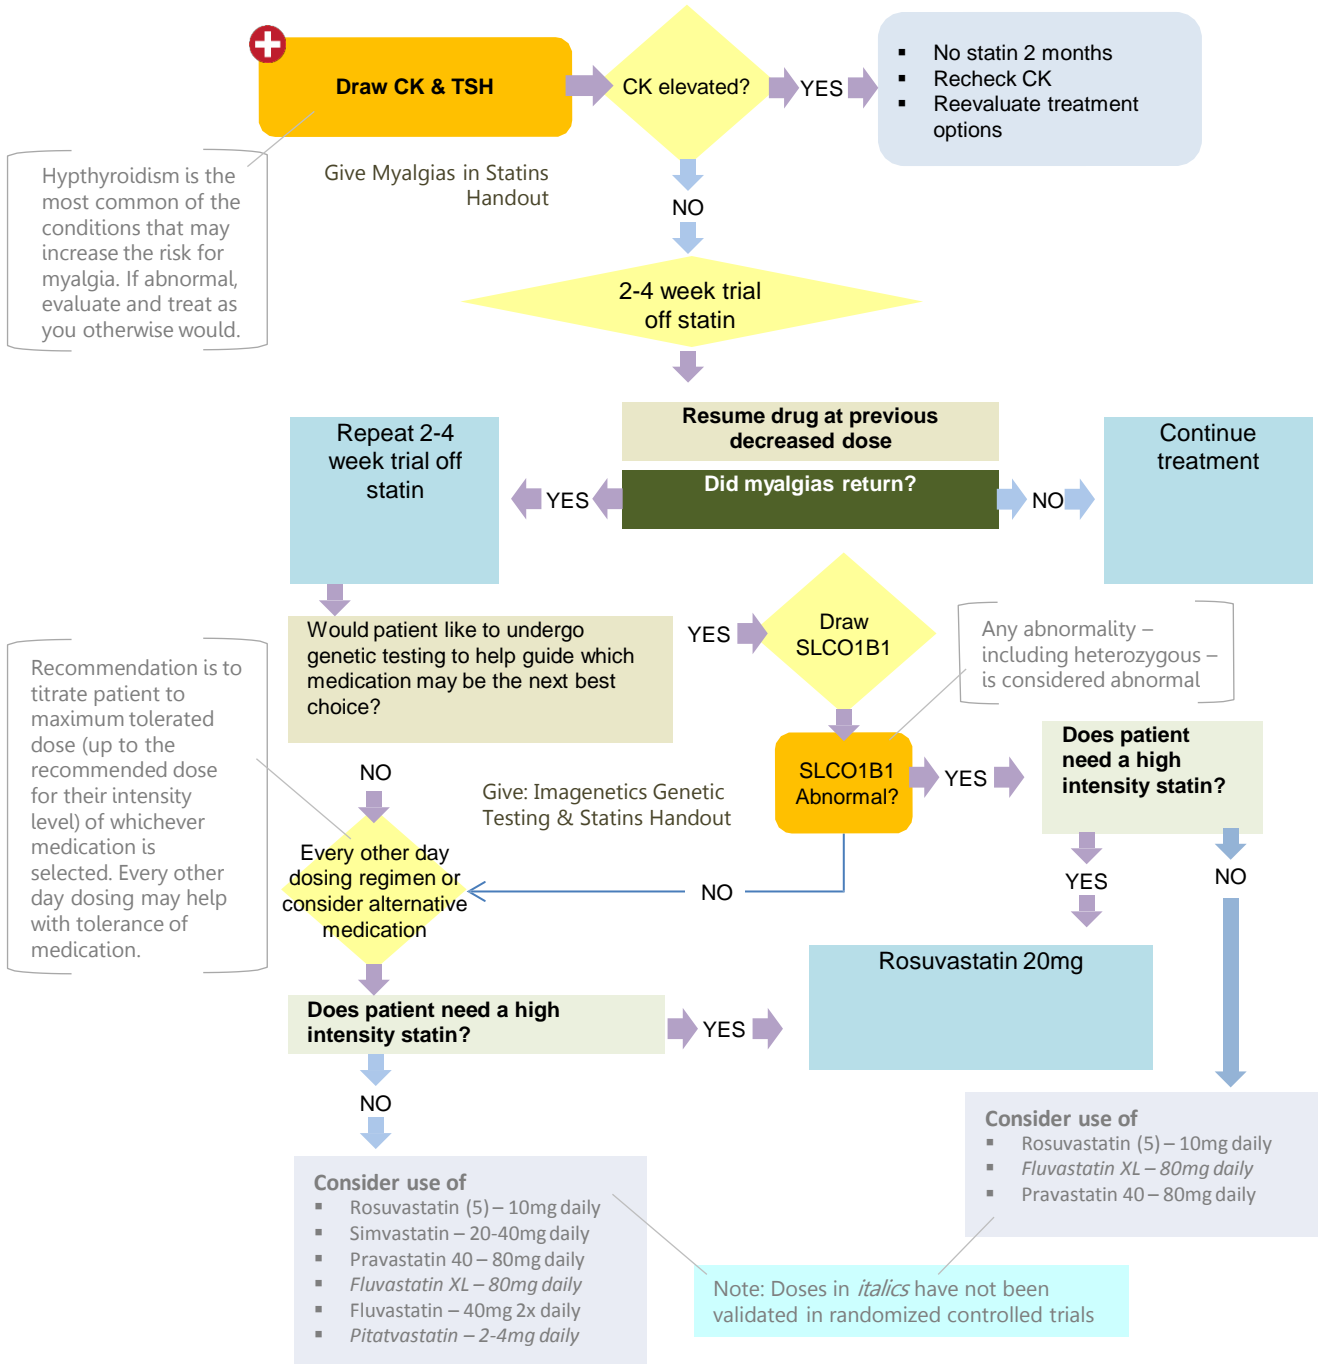 Draw CK & TSH
CK elevated?
YES
▪ No statin 2 months
▪ Recheck CK
▪ Reevaluate treatment
options
Hypthyroidism is the
most common of the
conditions that may
increase the risk for
myalgia. If abnormal,
evaluate and treat as
you otherwise would.
Give Myalgias in Statins
Handout
NO
2-4 week trial
off statin
Resume drug at previous
decreased dose
Did myalgias return?
YES
Repeat 2-4
week trial off
statin
NO
Continue
treatment
Would patient like to undergo
genetic testing to help guide which
medication may be the next best
choice?
YES
Draw
SLCO1B1
Any abnormality –
including heterozygous –
is considered abnormal
SLCO1B1
Abnormal?
YES
Does patient
need a high
intensity statin?
YES
NO
Recommendation is to
titrate patient to
maximum tolerated
dose (up to the
recommended dose
for their intensity
level) of whichever
medication is
selected. Every other
day dosing may help
with tolerance of
medication.
NO
Give: Imagenetics Genetic
Testing & Statins Handout
Every other day
dosing regimen or
consider alternative
medication
NO
Rosuvastatin 20mg
Does patient need a high
intensity statin?
YES
NO
Consider use of
▪ Rosuvastatin (5) – 10mg daily
▪ Fluvastatin XL – 80mg daily
▪ Pravastatin 40 – 80mg daily
Consider use of
▪ Rosuvastatin (5) – 10mg daily
▪ Simvastatin – 20-40mg daily
▪ Pravastatin 40 – 80mg daily
▪ Fluvastatin XL – 80mg daily
▪ Fluvastatin – 40mg 2x daily
▪ Pitatvastatin – 2-4mg daily
Note: Doses in italics have not been
validated in randomized controlled trials